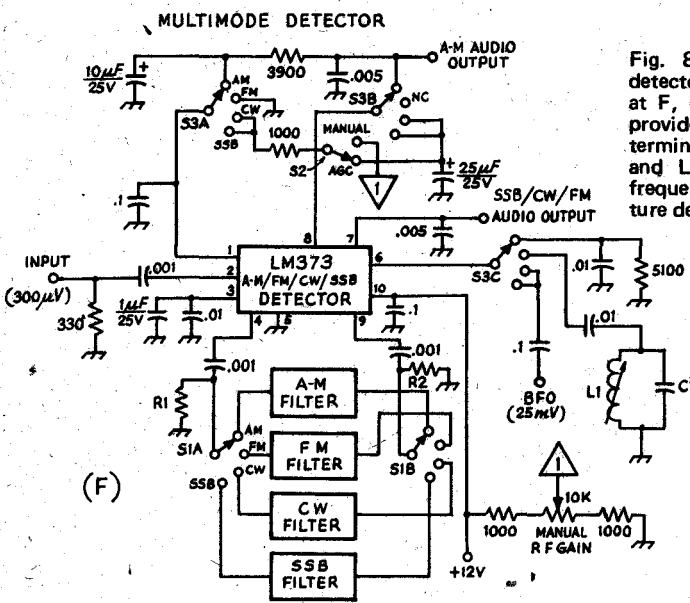 MULTIMODE DETECTOR
10µF
25V
+
AM
FM
CW
SSB
S3A
3900
.005
A-M AUDIO
OUTPUT
S3B
NC
1000
MANUAL
S2
AGC
1
+
25µF
25V
.1
SSB/CW/FM
AUDIO OUTPUT
.005
1
8
7
INPUT
(300µV)
.001
330
2
3
LM373
A-M/FM/CW/SSB
DETECTOR
6
10
S3C
.01
5100
1µF
25V
.01
4
5
9
.1
.01
.1
BFO
(25mV)
L1
C
.001
.001
R1
R2
S1A
AM
FM
CW
SSB
S1B
A-M
FILTER
FM
FILTER
CW
FILTER
SSB
FILTER
(F)
1
10K
1000
MANUAL
RF GAIN
1000
+12V
Fig. 8
detecto
at F,
provide
termin
and L
freque
ture de